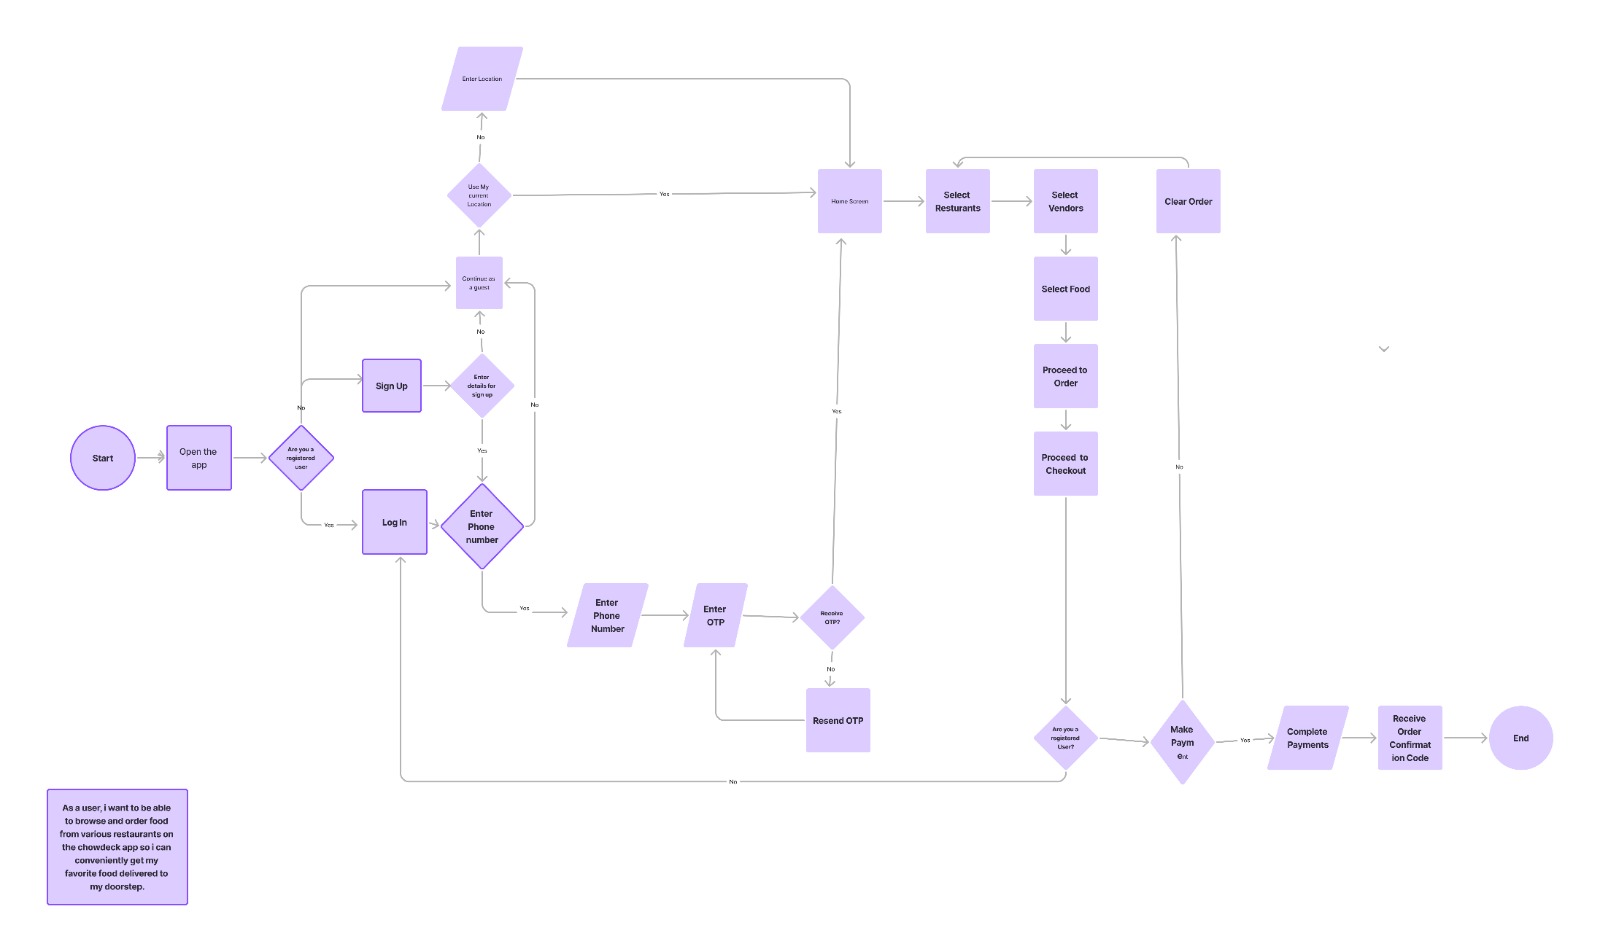 Enter Location
No
Use My
current
Location
Yes
Home Screen
Select
Resturants
Select
Vendors
Clear Order
Continue as
a guest
Select Food
No
Sign Up
Enter
details for
sign up
No
No
Yes
Proceed to
Order
Start
Open the
app
Are you a
registered
user
Yes
Proceed to
Checkout
No
Yes
Log In
Enter
Phone
number
Yes
Enter
Phone
Number
Enter
OTP
Receive
OTP?
No
Resend OTP
Are you a
registered
User?
Make
Paym
ent
Yes
Complete
Payments
Receive
Order
Confirmat
ion Code
End
No
As a user, i want to be able
to browse and order food
from various restaurants on
the chowdeck app so i can
conveniently get my
favorite food delivered to
my doorstep.